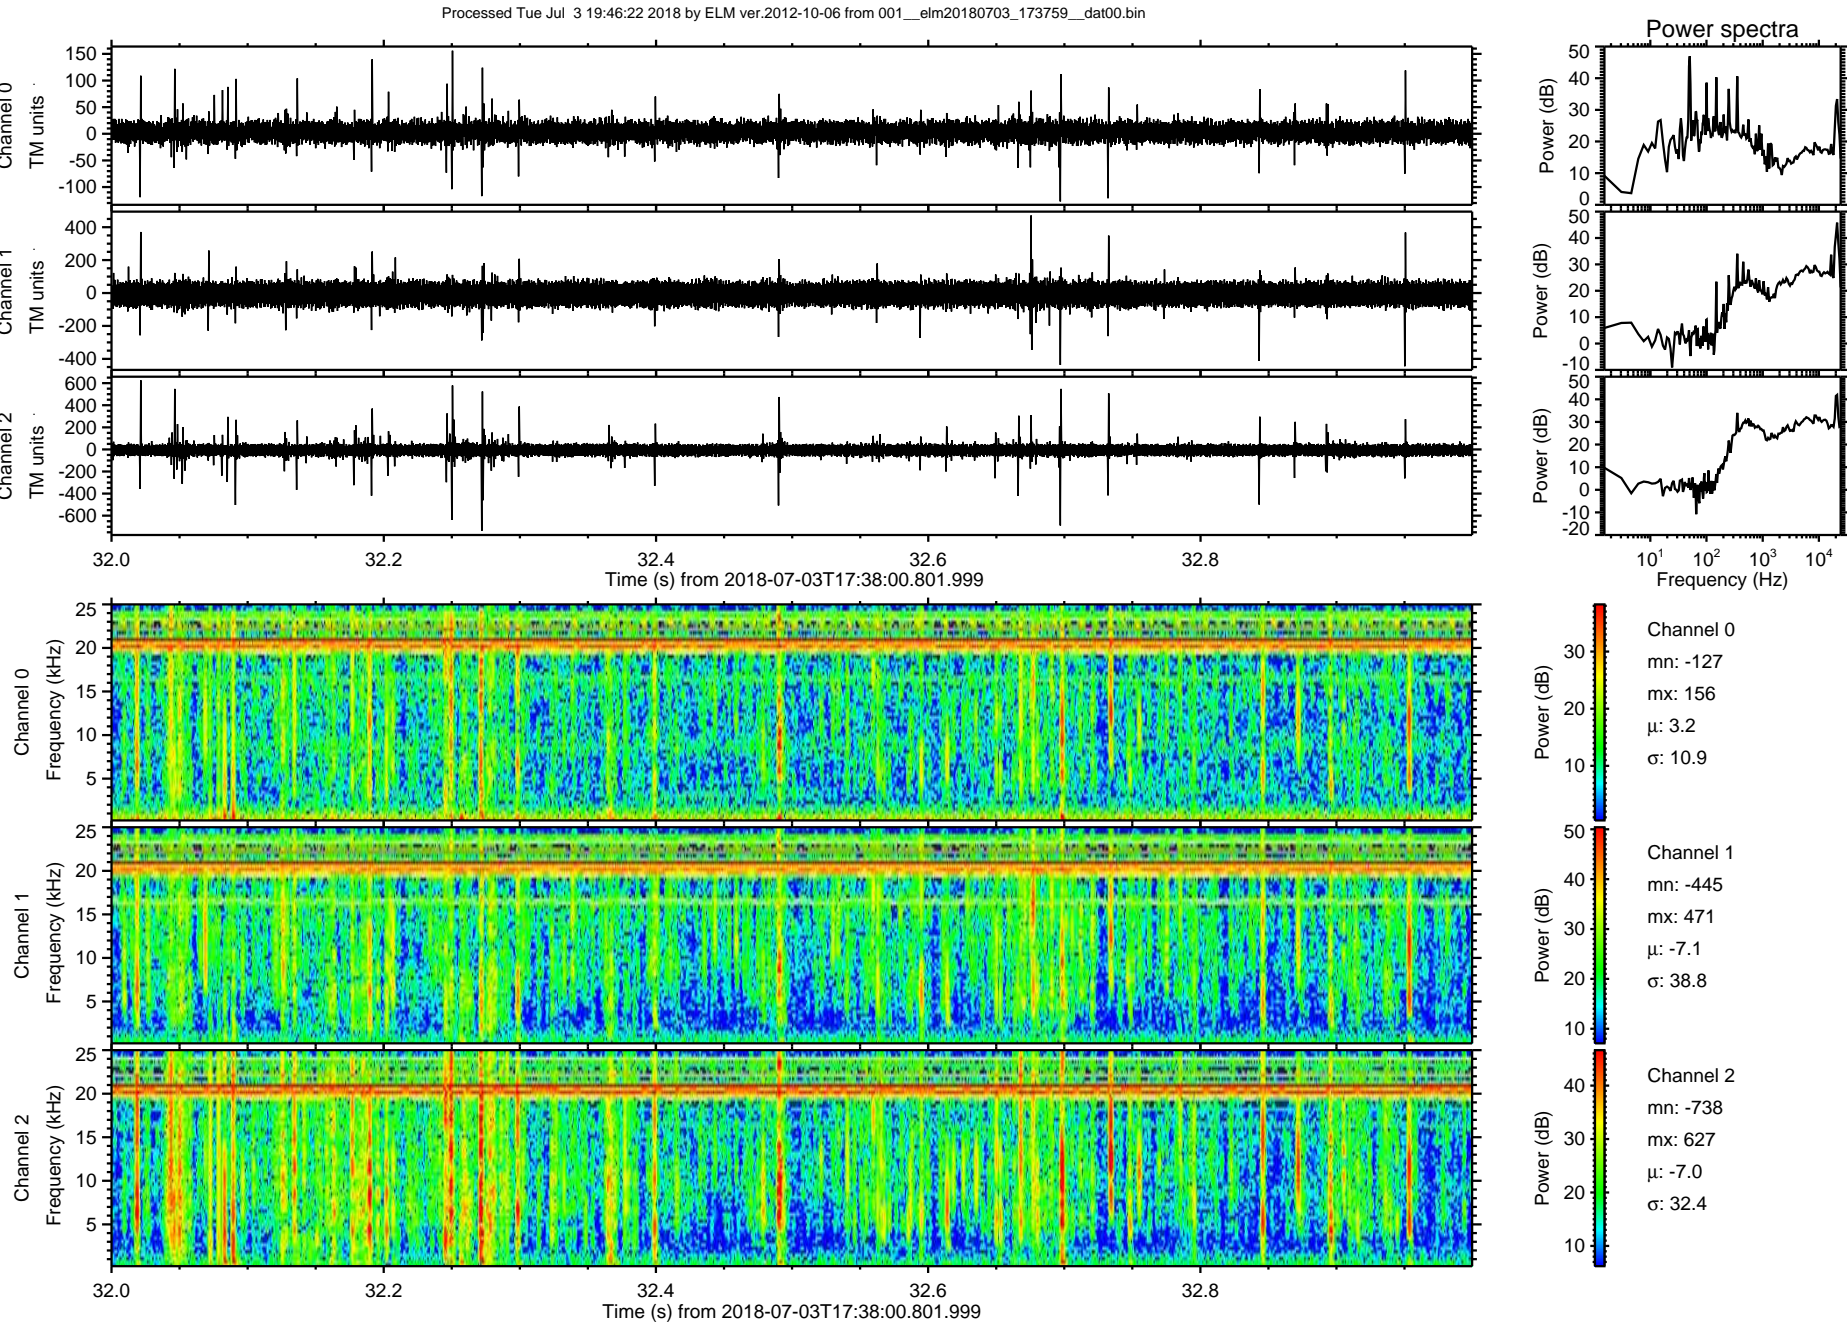 Processed Tue Jul 3 19:46:22 2018 by ELM ver.2012-10-06 from 001__elm20180703_173759__dat00.bin
Power spectra
Channel 0
TM units
150
100
50
0
-50
-100
Power (dB)
50
40
30
20
10
0
Channel 1
TM units
400
200
0
-200
-400
Power (dB)
50
40
30
20
10
0
-10
Channel 2
TM units
600
400
200
0
-200
-400
-600
Power (dB)
50
40
30
20
10
0
-10
-20
32.0 32.2 32.4 32.6 32.8
Time (s) from 2018-07-03T17:38:00.801.999
10¹ 10² 10³ 10⁴
Frequency (Hz)
Channel 0
Frequency (kHz)
25
20
15
10
5
Power (dB)
30
20
10
Channel 0
mn: -127
mx: 156
μ: 3.2
σ: 10.9
Channel 1
Frequency (kHz)
25
20
15
10
5
Power (dB)
50
40
30
20
10
Channel 1
mn: -445
mx: 471
μ: -7.1
σ: 38.8
Channel 2
Frequency (kHz)
25
20
15
10
5
Power (dB)
40
30
20
10
Channel 2
mn: -738
mx: 627
μ: -7.0
σ: 32.4
32.0 32.2 32.4 32.6 32.8
Time (s) from 2018-07-03T17:38:00.801.999